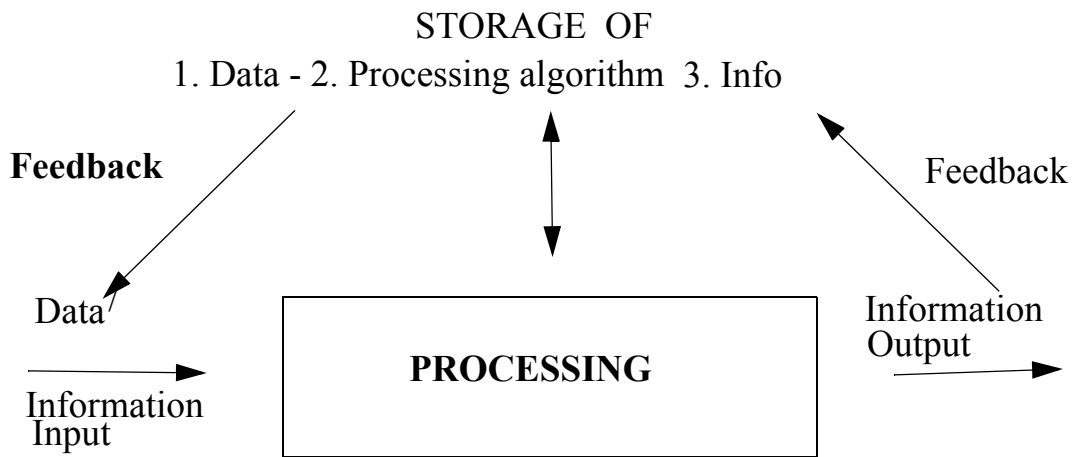 STORAGE OF
1. Data - 2. Processing algorithm 3. Info
Feedback
Feedback
Data /
Information Input
PROCESSING
Information
Output